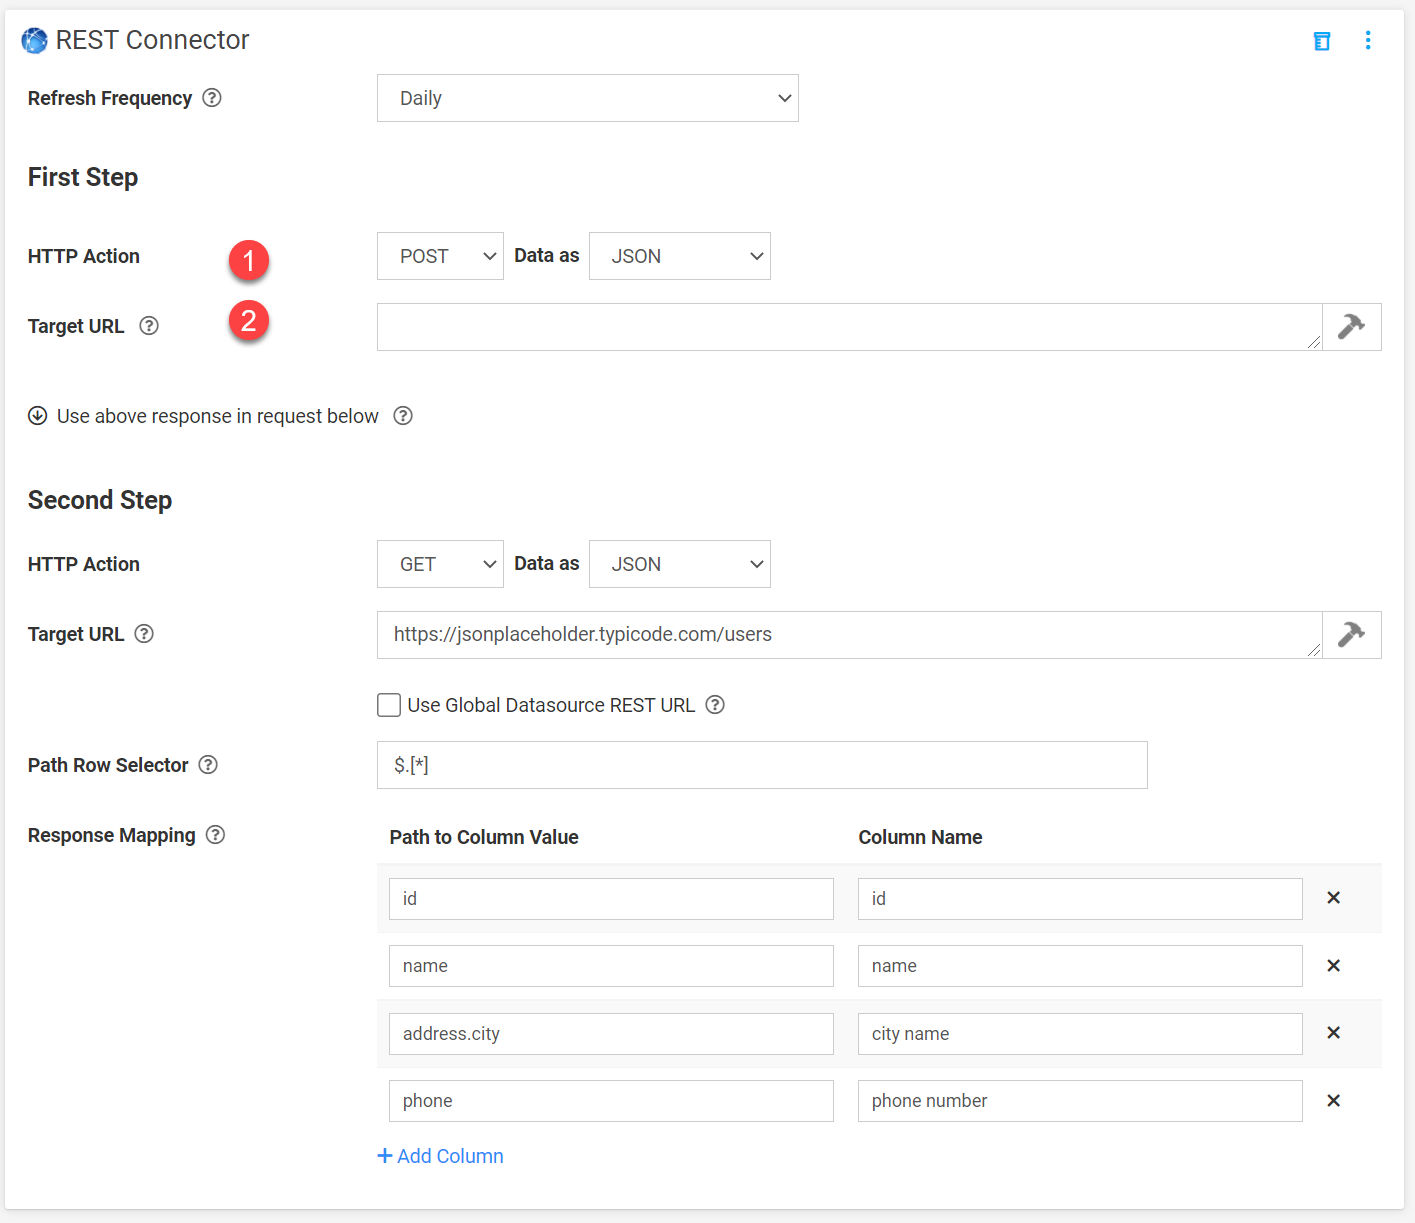 REST Connector
Refresh Frequency ? Daily
First Step
HTTP Action 1 POST Data as JSON
Target URL ? 2
Use above response in request below ?
Second Step
HTTP Action GET Data as JSON
Target URL ? https://jsonplaceholder.typicode.com/users
Use Global Datasource REST URL ?
Path Row Selector ? $.[*]
Response Mapping ? Path to Column Value Column Name
id id ×
name name ×
address.city city name ×
phone phone number ×
+ Add Column